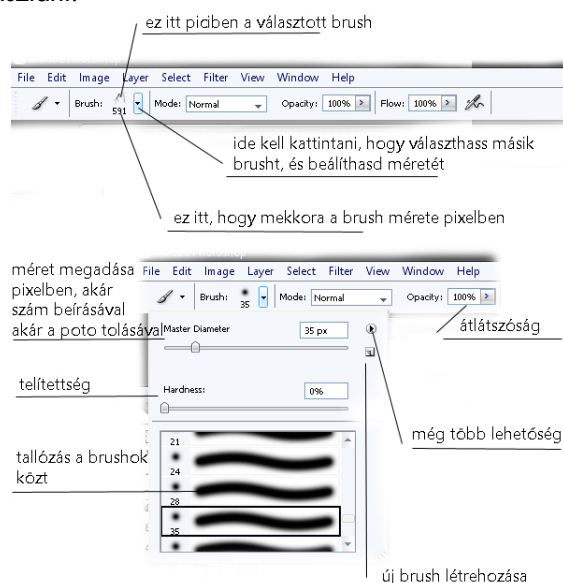 ez itt piciben a választott brush
File Edit Image Layer Select Filter View Window Help
Brush: 591 Mode: Normal Opacity: 100% Flow: 100%
ide kell kattintani, hogy választhass másik
brusht, és beálíthasd méretét
ez itt, hogy mekkora a brush mérete pixelben
méret megadása
pixelben, akár
szám beírásával
akár a poto tolásával
File Edit Image Layer Select Filter View Window Help
Brush: 35 Mode: Normal Opacity: 100%
átlátszóság
Master Diameter 35 px
telítettség
Hardness: 0%
még több lehetőség
tallózás a brushok
közt
21
24
28
35
új brush létrehozása